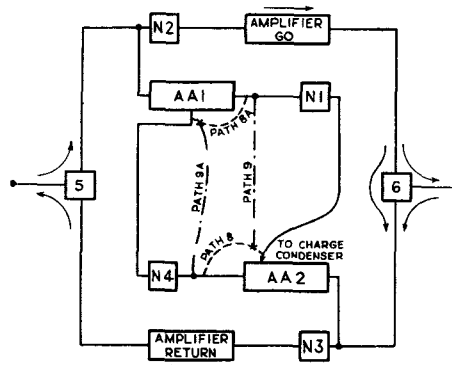 N2
AMPLIFIER
GO
AA1
N1
PATH 8A
PATH 9A
PATH 9
5
6
PATH 8
TO CHARGE
CONDENSER
N4
AA2
AMPLIFIER
RETURN
N3